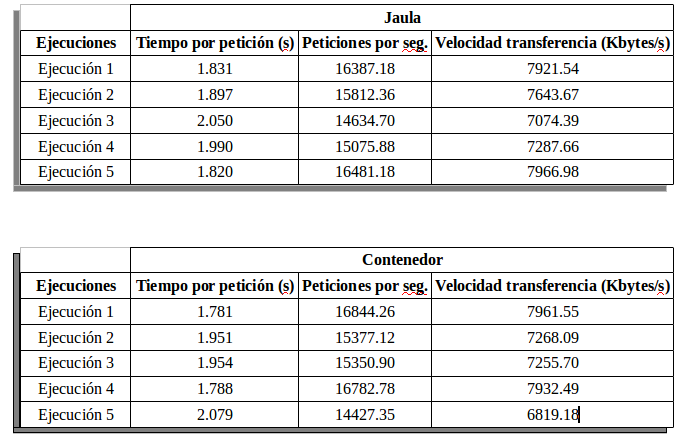 Jaula
Ejecuciones Tiempo por petición (s) Peticiones por seg. Velocidad transferencia (Kbytes/s)
Ejecución 1 1.831 16387.18 7921.54
Ejecución 2 1.897 15812.36 7643.67
Ejecución 3 2.050 14634.70 7074.39
Ejecución 4 1.990 15075.88 7287.66
Ejecución 5 1.820 16481.18 7966.98
Contenedor
Ejecuciones Tiempo por petición (s) Peticiones por seg. Velocidad transferencia (Kbytes/s)
Ejecución 1 1.781 16844.26 7961.55
Ejecución 2 1.951 15377.12 7268.09
Ejecución 3 1.954 15350.90 7255.70
Ejecución 4 1.788 16782.78 7932.49
Ejecución 5 2.079 14427.35 6819.18